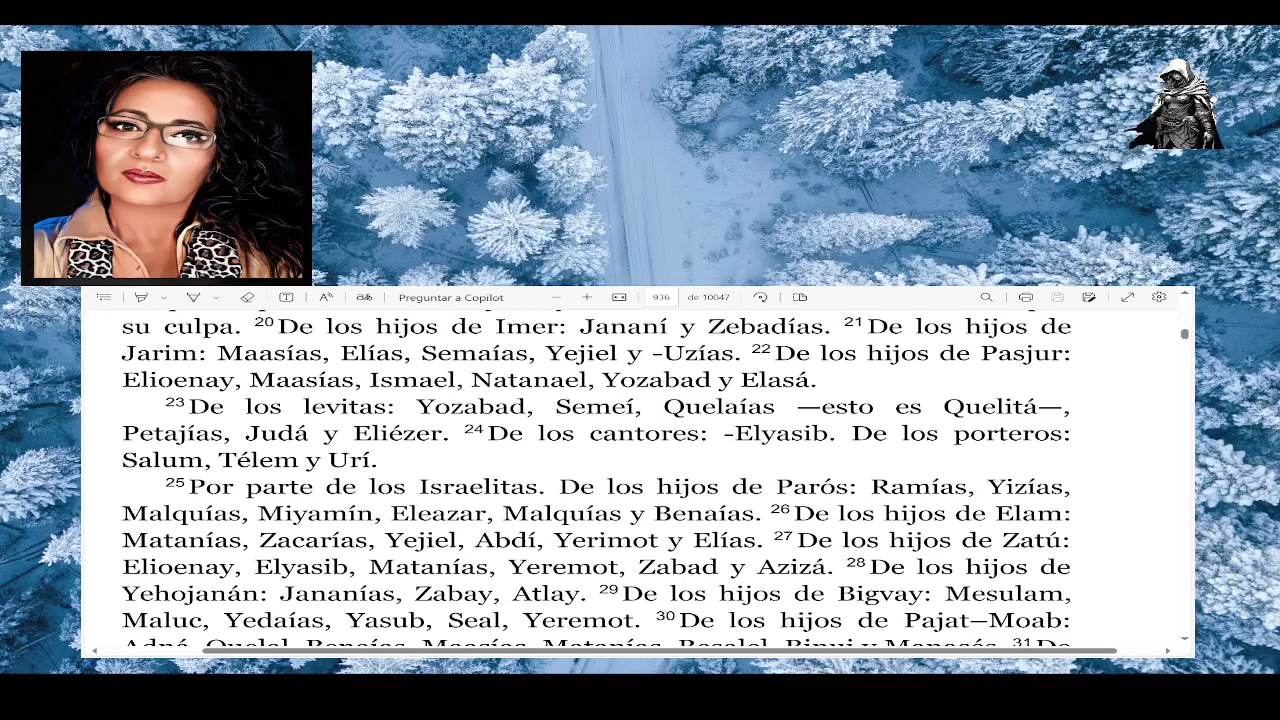 Preguntar a Copilot
936 de 10047
su culpa. 20 De los hijos de Imer: Jananí y Zebadías. 21 De los hijos de
Jarim: Maasías, Elías, Semaías, Yejiel y -Uzías. 22 De los hijos de Pasjur:
Elioenay, Maasías, Ismael, Natanael, Yozabad y Elasá.
23 De los levitas: Yozabad, Semeí, Quelaías —esto es Quelitá—,
Petajías, Judá y Eliézer. 24 De los cantores: -Elyasib. De los porteros:
Salum, Télem y Urí.
25 Por parte de los Israelitas. De los hijos de Parós: Ramías, Yizías,
Malquías, Miyamín, Eleazar, Malquías y Benaías. 26 De los hijos de Elam:
Matanías, Zacarías, Yejiel, Abdí, Yerimot y Elías. 27 De los hijos de Zatú:
Elioenay, Elyasib, Matanías, Yeremot, Zabad y Azizá. 28 De los hijos de
Yehojanán: Jananías, Zabay, Atlay. 29 De los hijos de Bigvay: Mesulam,
Maluc, Yedaías, Yasub, Seal, Yeremot. 30 De los hijos de Pajat—Moab: